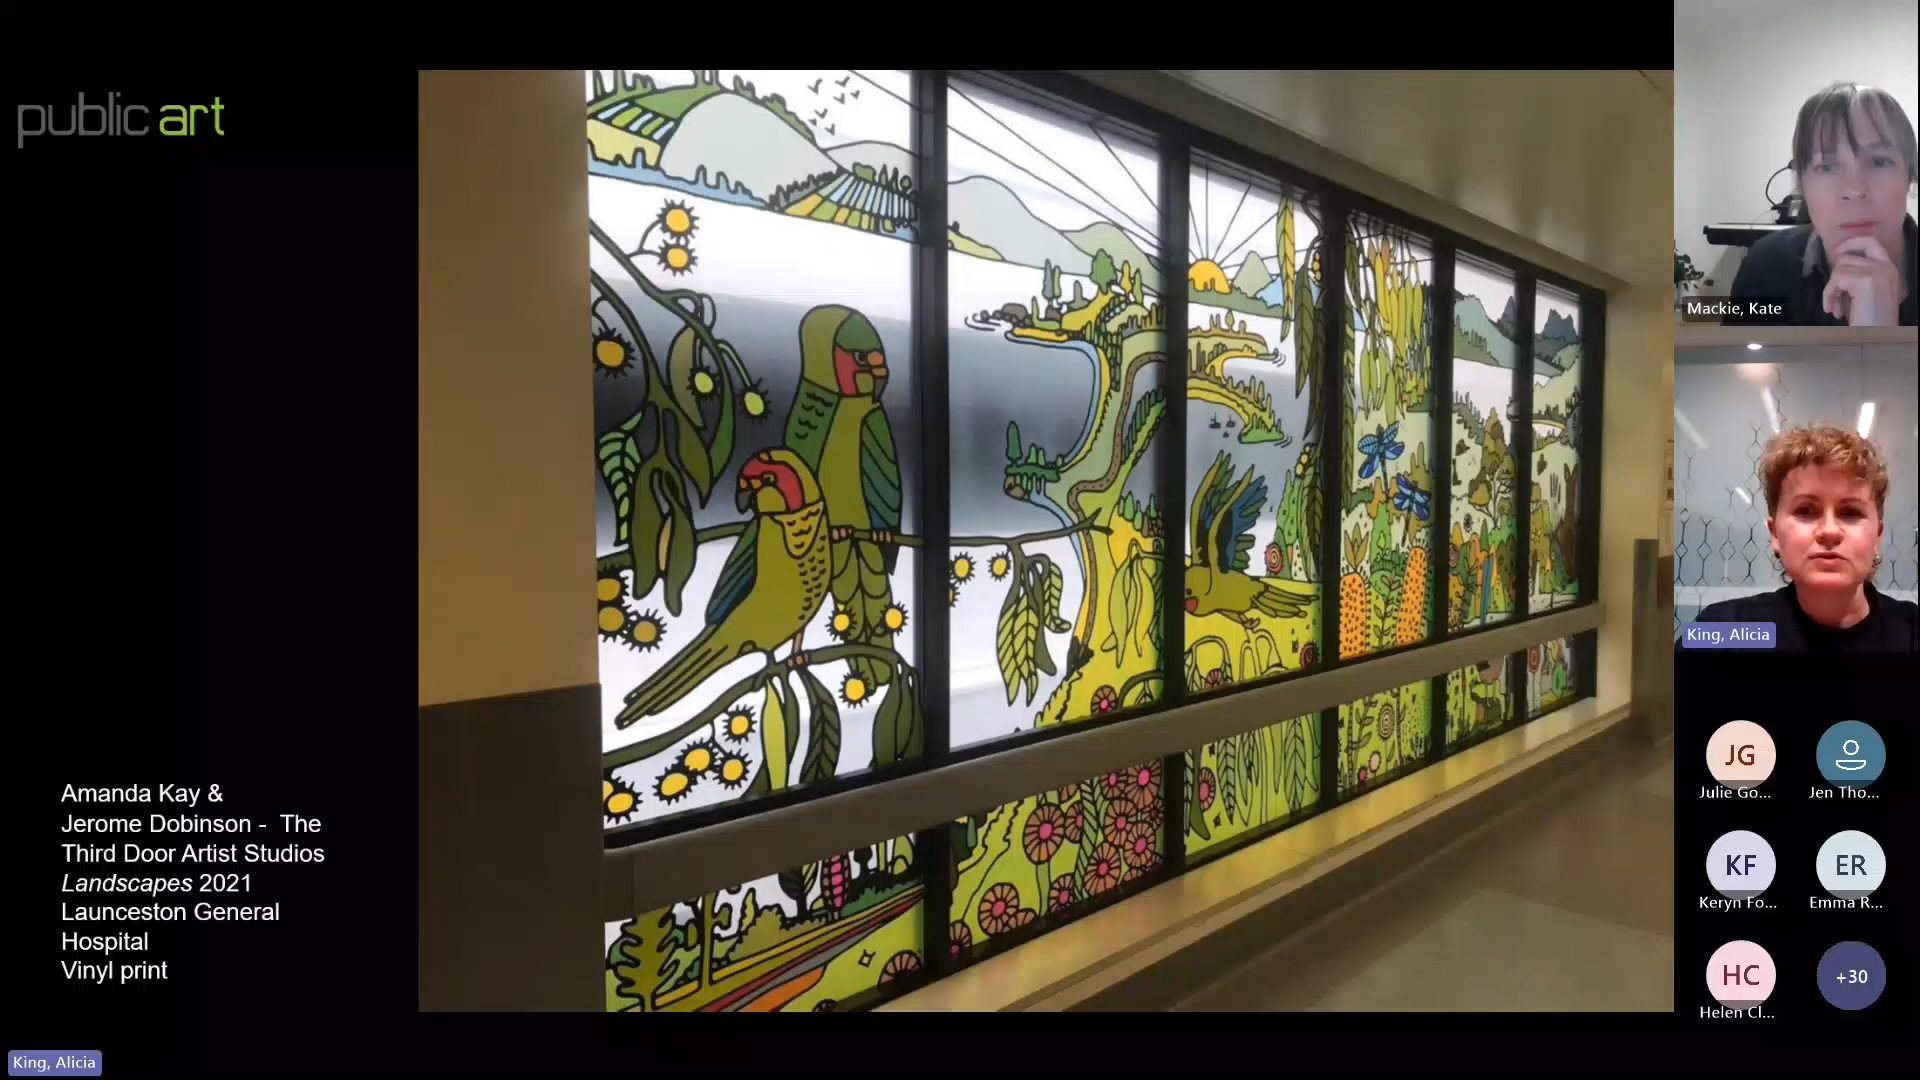 public art
Amanda Kay &
Jerome Dobinson - The
Third Door Artist Studios
Landscapes 2021
Launceston General
Hospital
Vinyl print
King, Alicia
Mackie, Kate
King, Alicia
JG
Julie Go...
Jen Tho...
KF
Keryn Fo...
ER
Emma R...
HC
Helen Cl...
+30